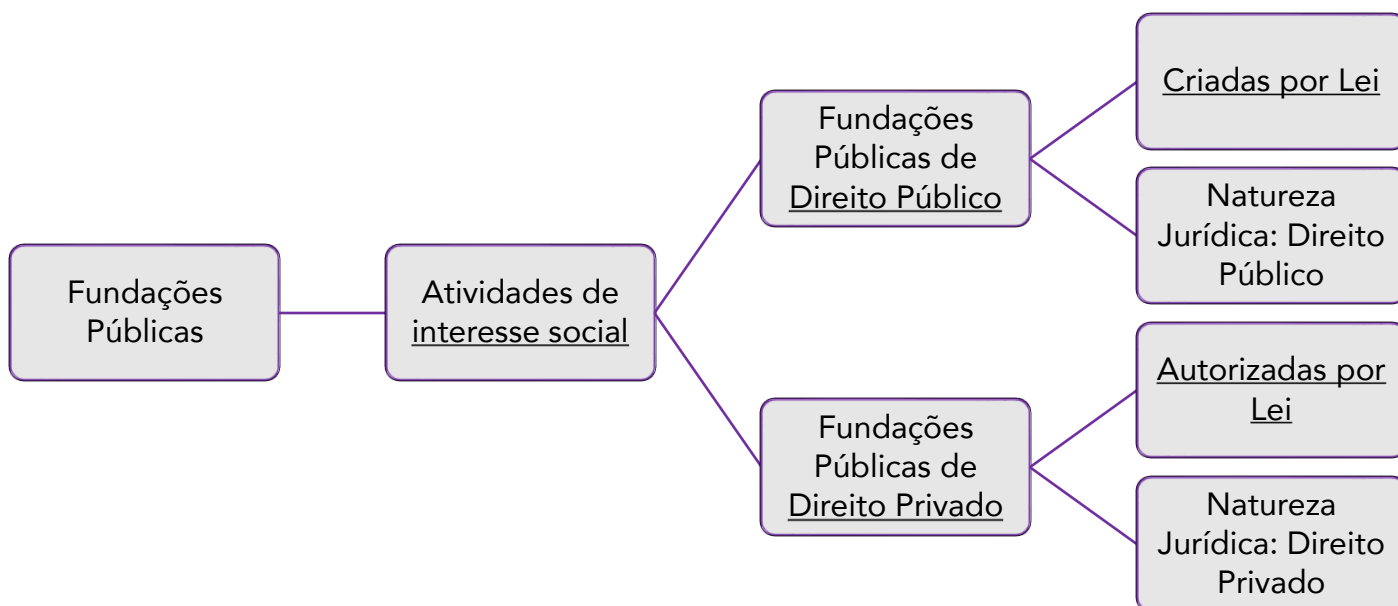 Fundações
Públicas
Atividades de
interesse social
Fundações
Públicas de
Direito Público
Criadas por Lei
Natureza
Jurídica: Direito
Público
Fundações
Públicas de
Direito Privado
Autorizadas por
Lei
Natureza
Jurídica: Direito
Privado